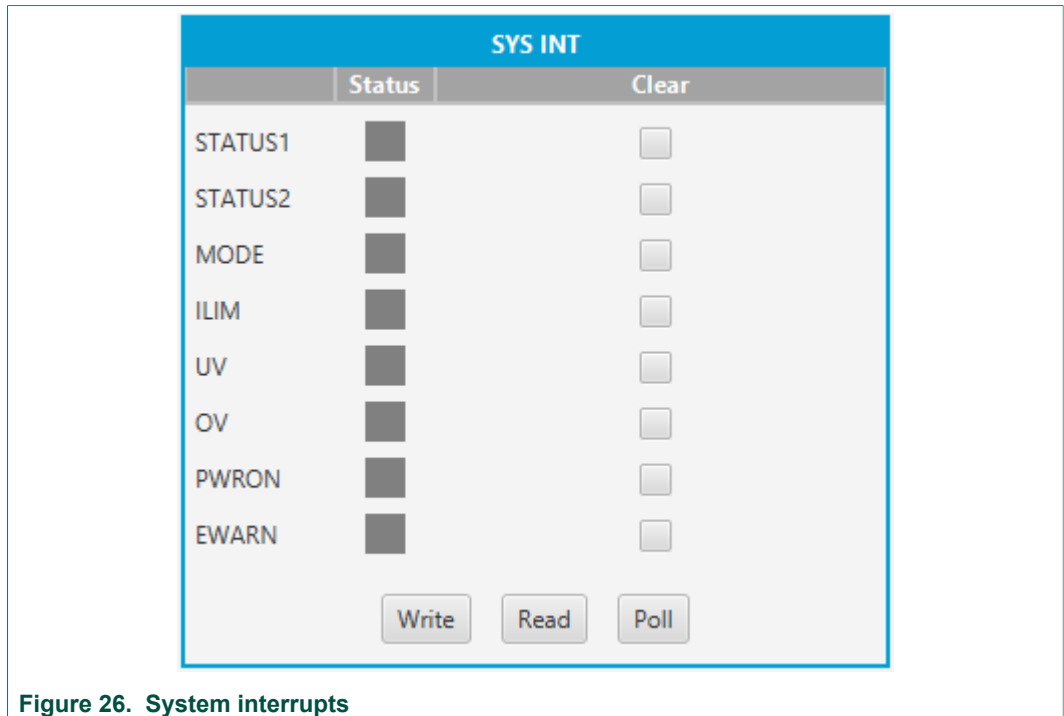 SYS INT
Status Clear
STATUS1
STATUS2
MODE
ILIM
UV
OV
PWRON
EWARN
Write Read Poll
Figure 26. System interrupts